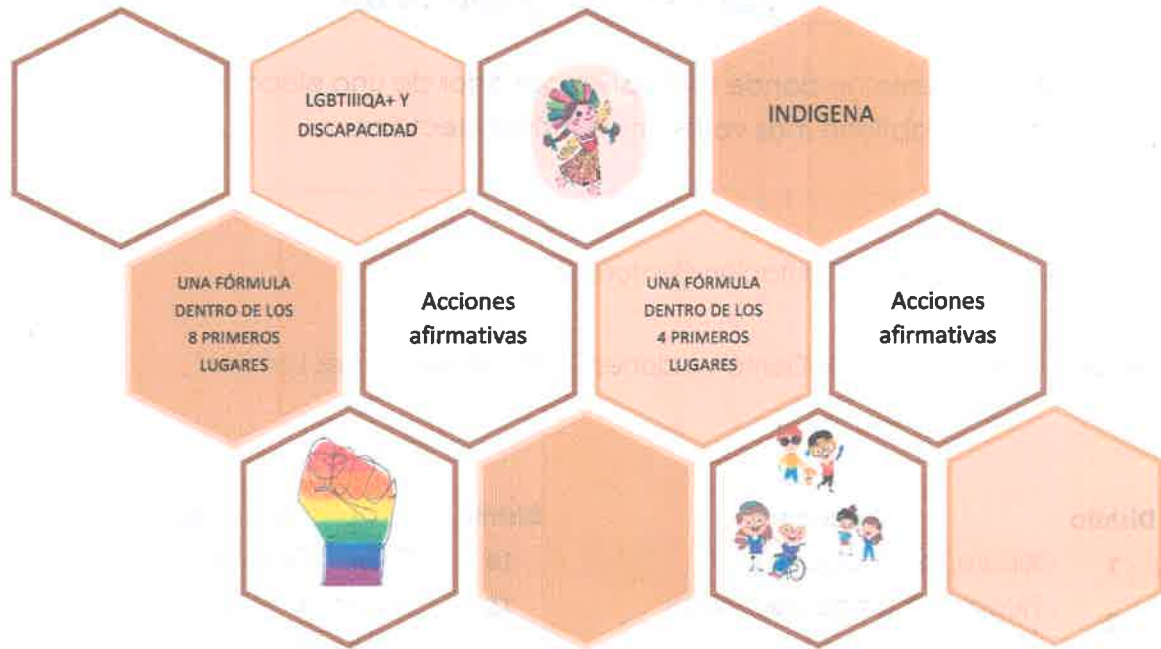 LGBTIIIQA+ Y
DISCAPACIDAD
INDIGENA
UNA FÓRMULA
DENTRO DE LOS
8 PRIMEROS
LUGARES
Acciones
afirmativas
UNA FÓRMULA
DENTRO DE LOS
4 PRIMEROS
LUGARES
Acciones
afirmativas